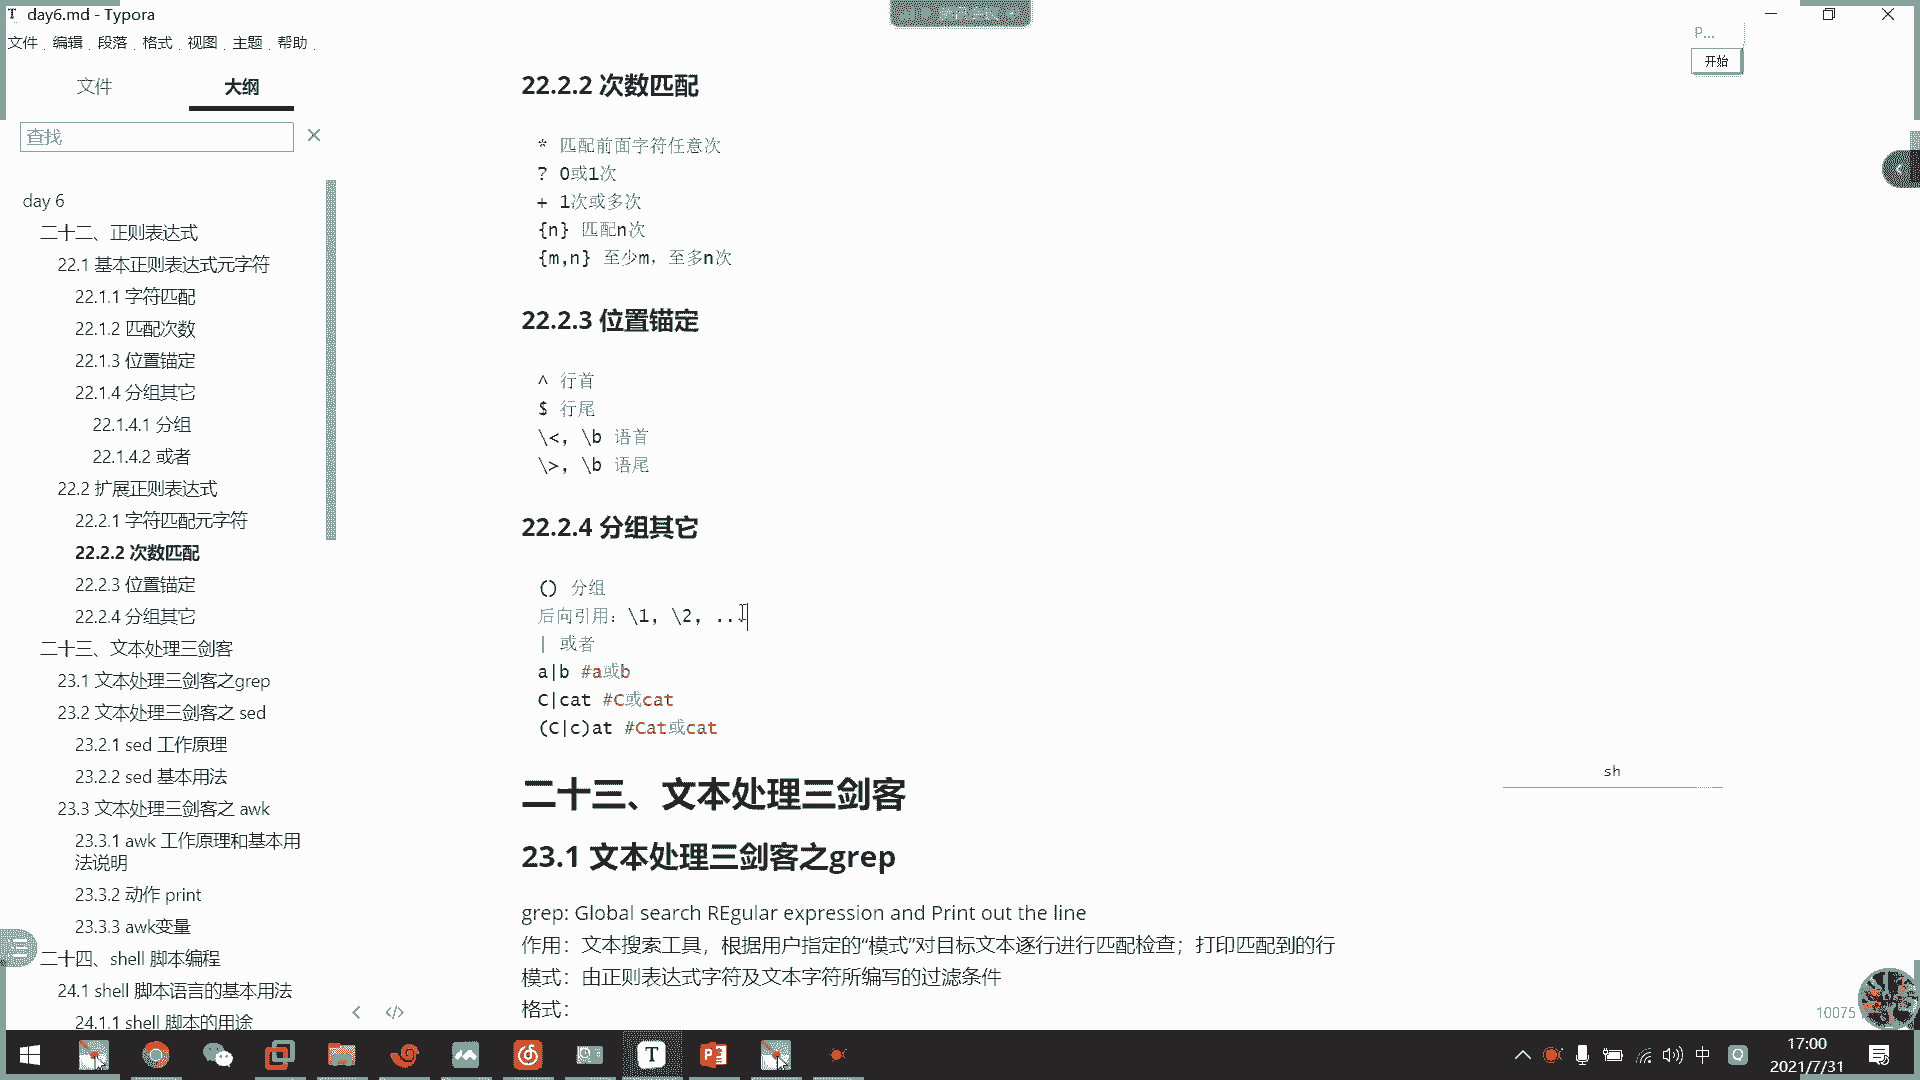 day6.md - Typora
文件 编辑 段落 格式 视图 主题 帮助
P...
开始
文件 大纲
查找
day 6
二十二、正则表达式
22.1 基本正则表达式元字符
22.1.1 字符匹配
22.1.2 匹配次数
22.1.3 位置锚定
22.1.4 分组其它
22.1.4.1 分组
22.1.4.2 或者
22.2 扩展正则表达式
22.2.1 字符匹配元字符
22.2.2 次数匹配
22.2.3 位置锚定
22.2.4 分组其它
二十三、文本处理三剑客
23.1 文本处理三剑客之grep
23.2 文本处理三剑客之 sed
23.2.1 sed 工作原理
23.2.2 sed 基本用法
23.3 文本处理三剑客之 awk
23.3.1 awk 工作原理和基本用
法说明
23.3.2 动作 print
23.3.3 awk变量
二十四、shell 脚本编程
24.1 shell 脚本语言的基本用法
24.1.1 shell 脚本的用途
22.2.2 次数匹配
* 匹配前面字符任意次
? 0或1次
+ 1次或多次
{n} 匹配n次
{m,n} 至少m，至多n次
22.2.3 位置锚定
^ 行首
$ 行尾
\<, \b 语首
\>, \b 语尾
22.2.4 分组其它
() 分组
后向引用：\1, \2, ...
| 或者
a|b #a或b
C|cat #C或cat
(C|c)at #Cat或cat
二十三、文本处理三剑客
23.1 文本处理三剑客之grep
grep: Global search REgular expression and Print out the line
作用：文本搜索工具，根据用户指定的“模式”对目标文本逐行进行匹配检查；打印匹配到的行
模式：由正则表达式字符及文本字符所编写的过滤条件
格式：
sh
10075
中
17:00
2021/7/31